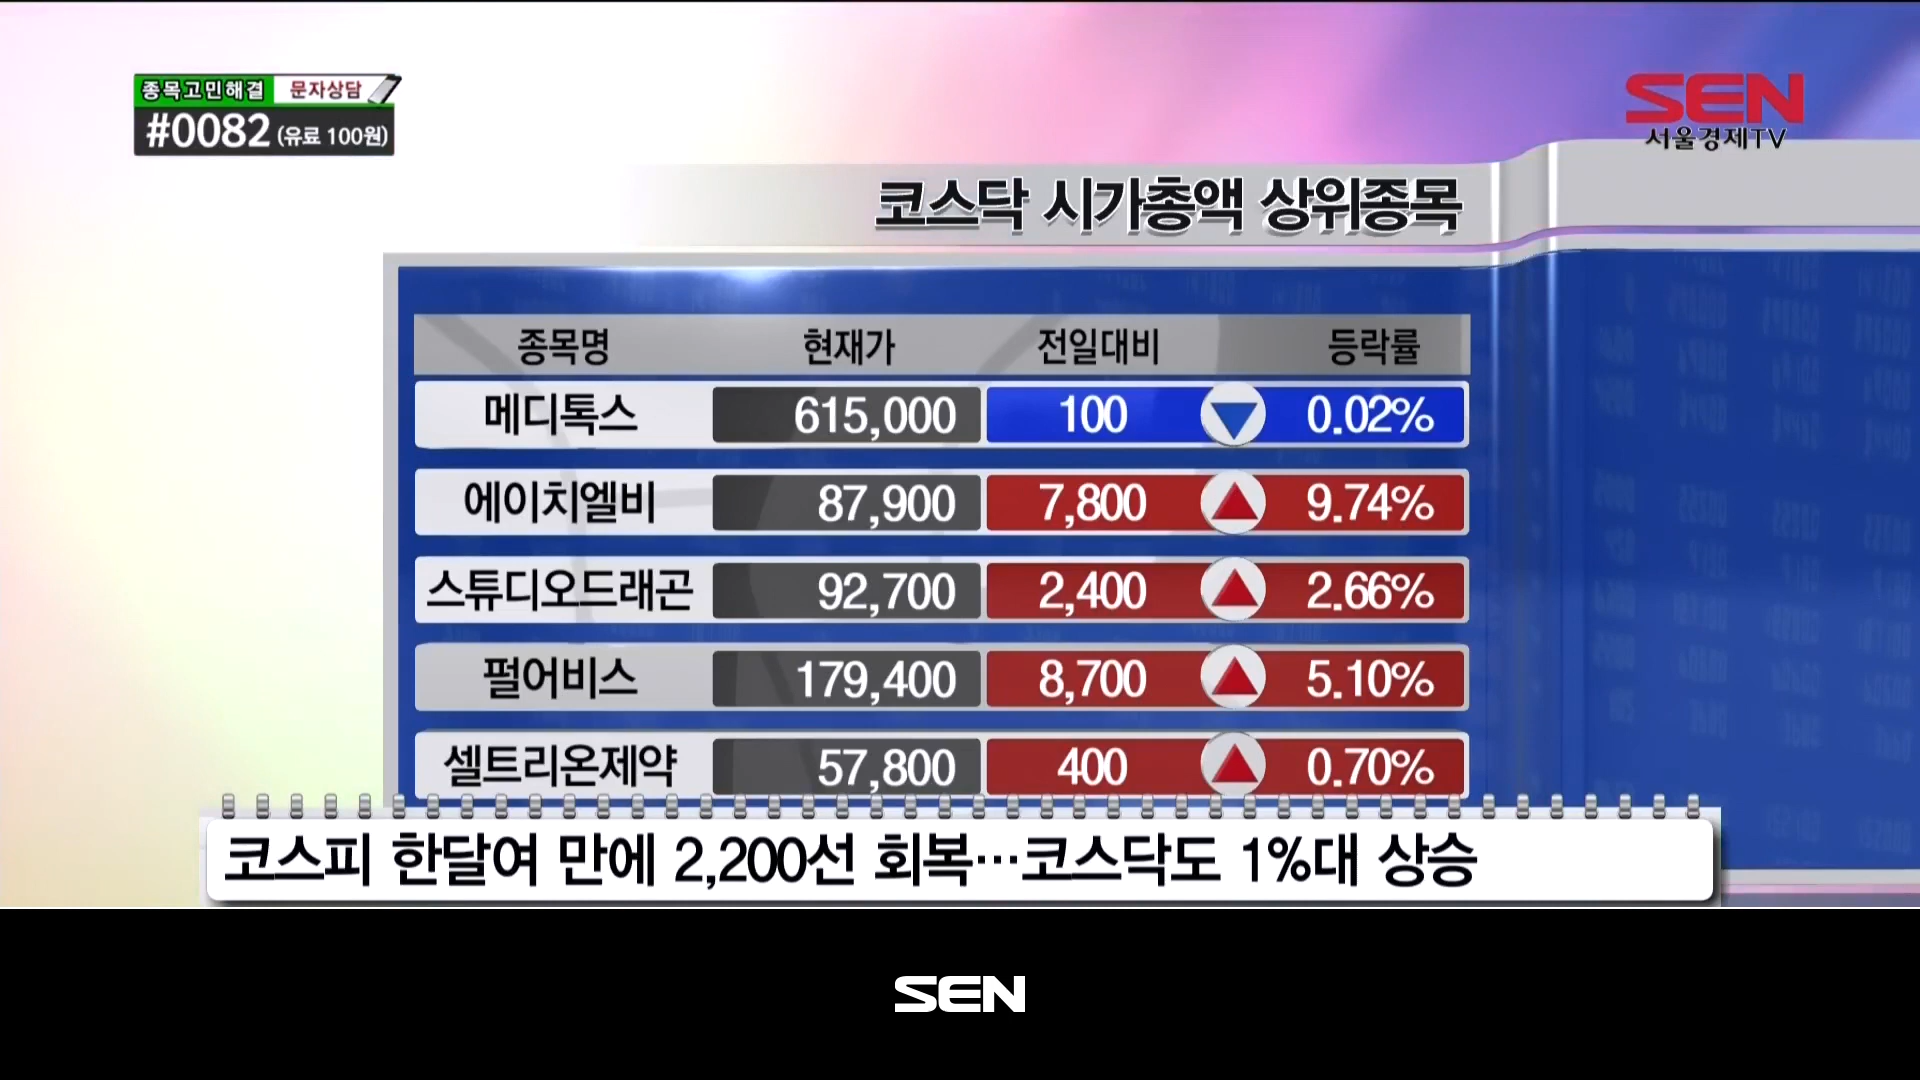 종목고민해결 문자상담
#0082 (유료 100원)
SEN
서울경제TV
코스닥 시가총액 상위종목
종목명 현재가 전일대비 등락률
메디톡스 615,000 100 ▼ 0.02%
에이치엘비 87,900 7,800 ▲ 9.74%
스튜디오드래곤 92,700 2,400 ▲ 2.66%
펄어비스 179,400 8,700 ▲ 5.10%
셀트리온제약 57,800 400 ▲ 0.70%
코스피 한달여 만에 2,200선 회복…코스닥도 1%대 상승
SEN